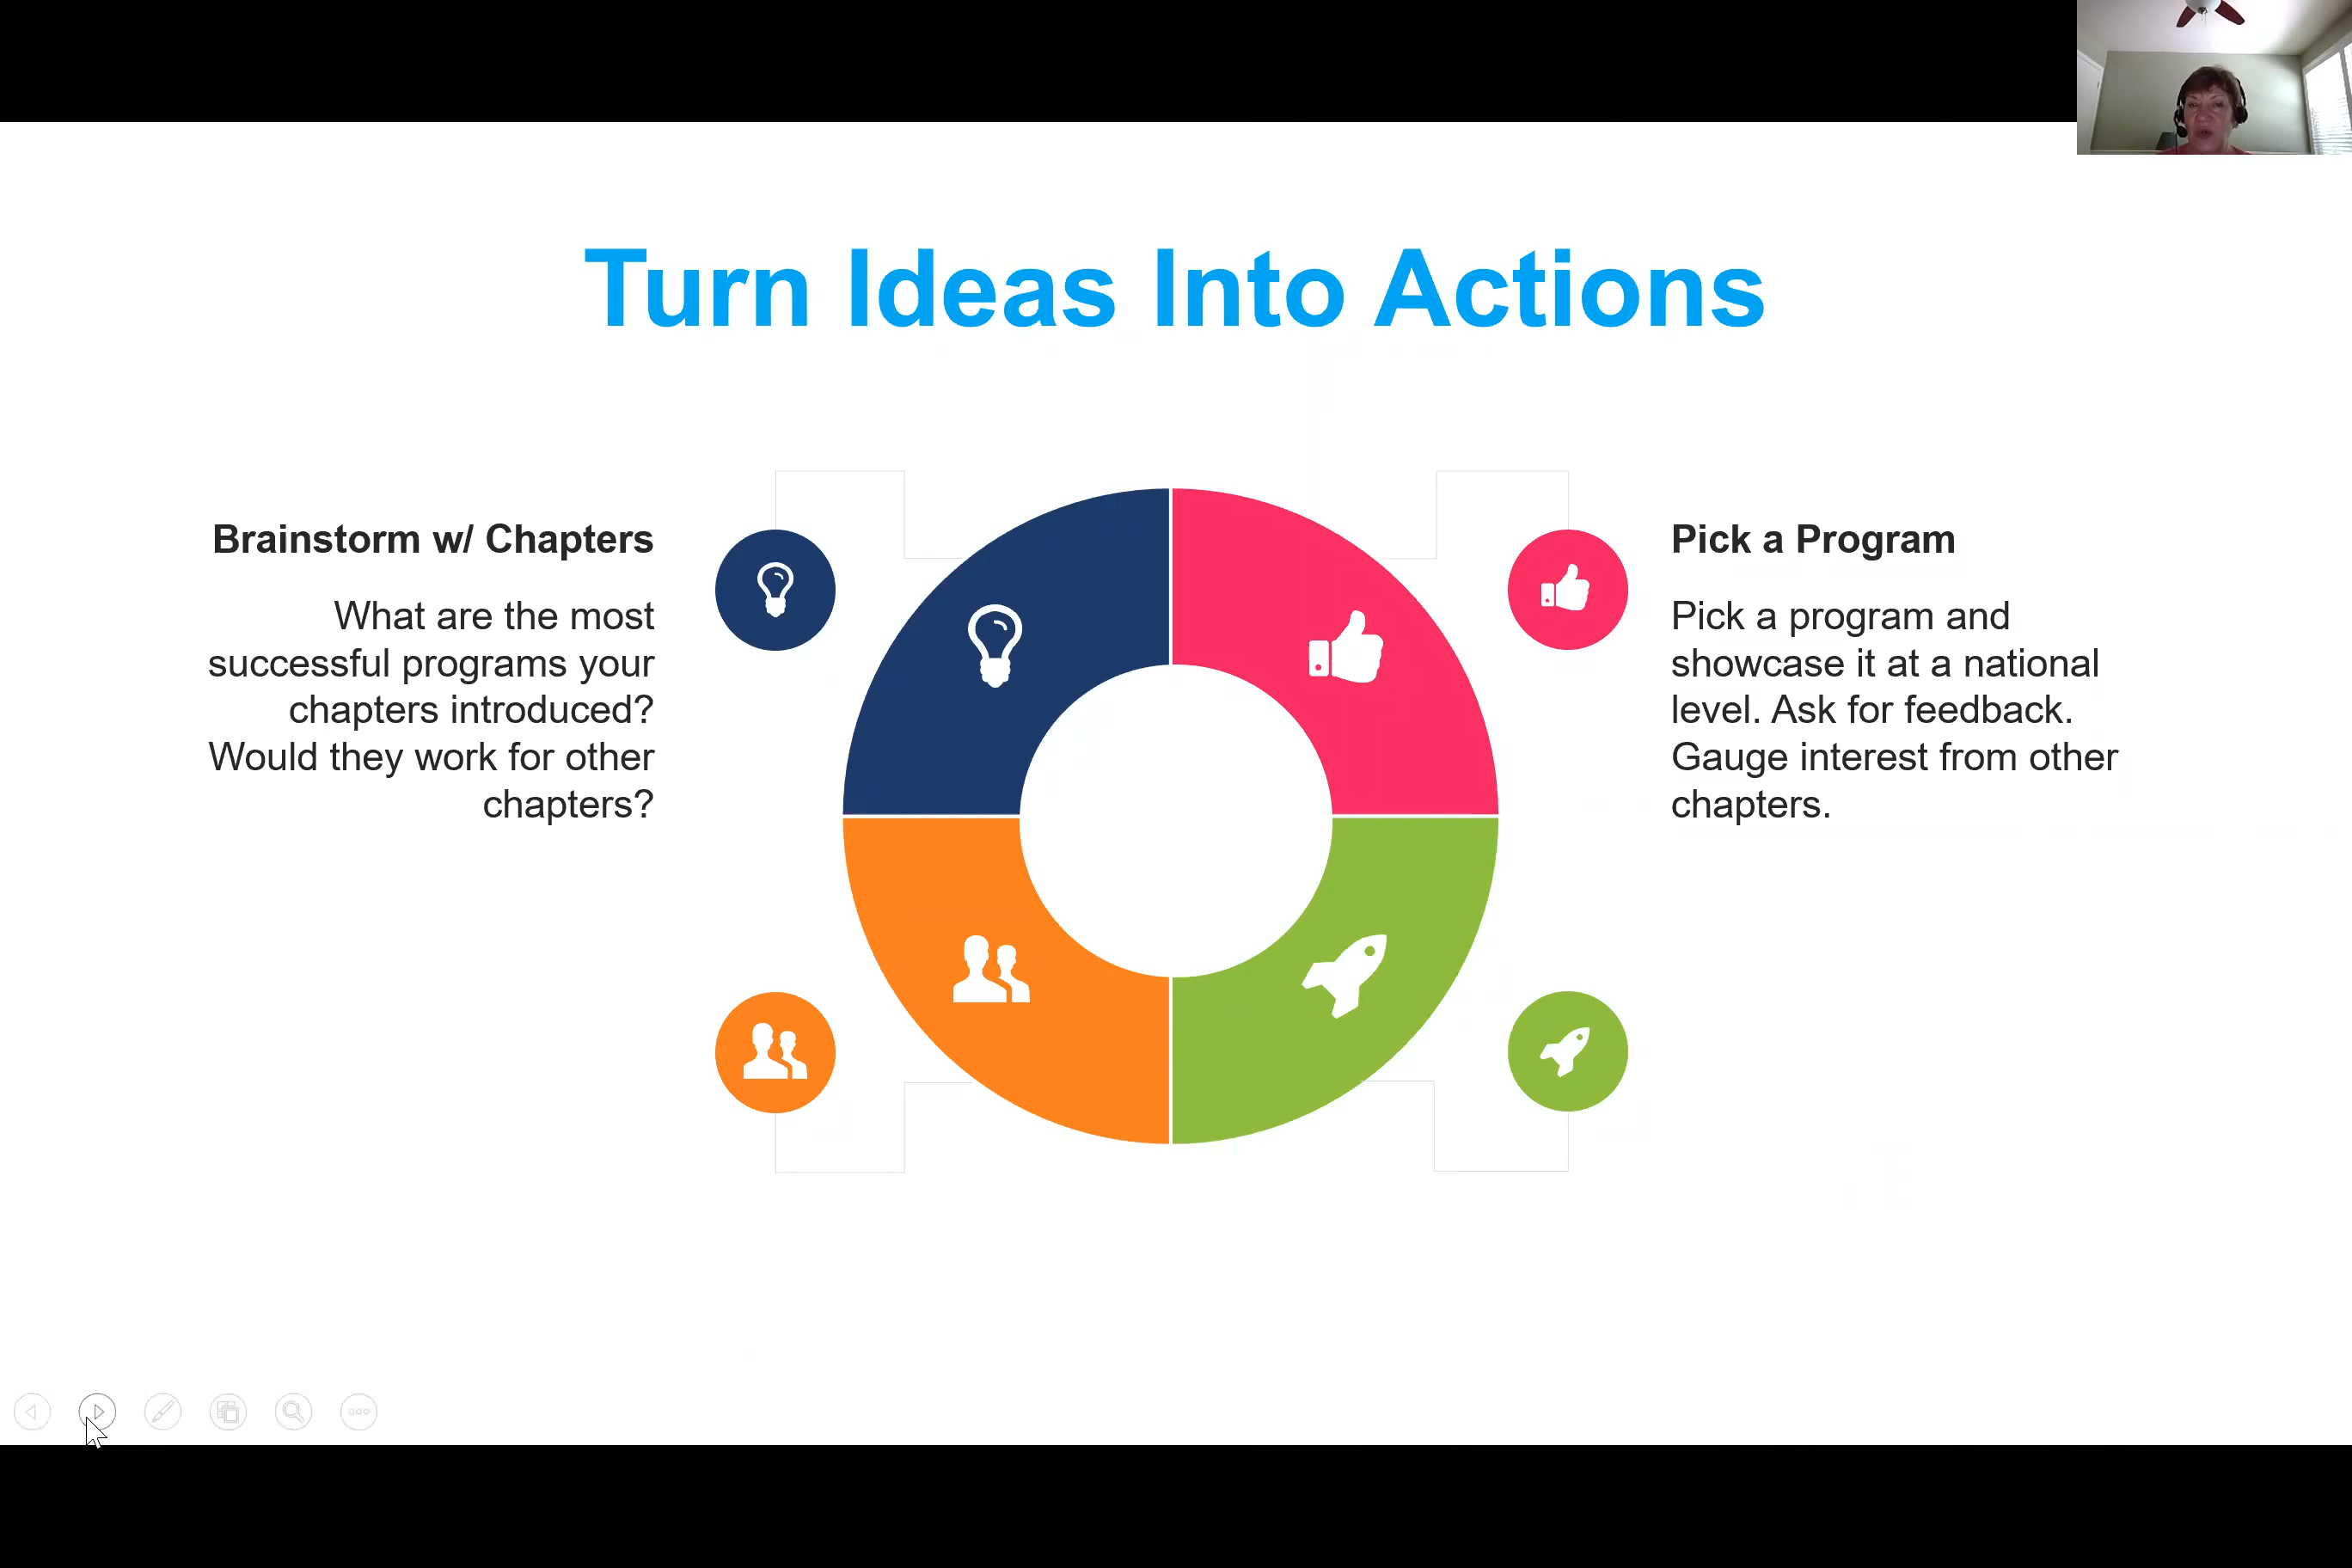 Turn Ideas Into Actions
Brainstorm w/ Chapters
What are the most
successful programs your
chapters introduced?
Would they work for other
chapters?
Pick a Program
Pick a program and
showcase it at a national
level. Ask for feedback.
Gauge interest from other
chapters.